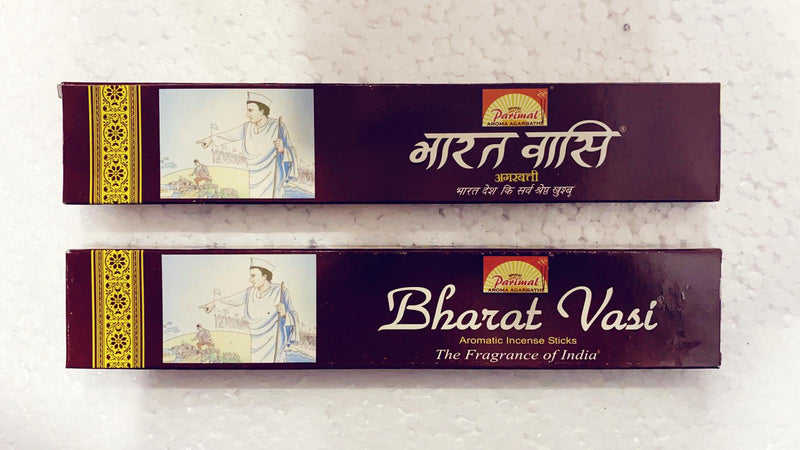 Parimal
AROMA AGARBATHI
भारत वासि®
अगरबत्ती
भारत देश कि सर्व श्रेष्ठ खुश्बू
Parimal
AROMA AGARBATHI
Bharat Vasi
Aromatic Incense Sticks
The Fragrance of India